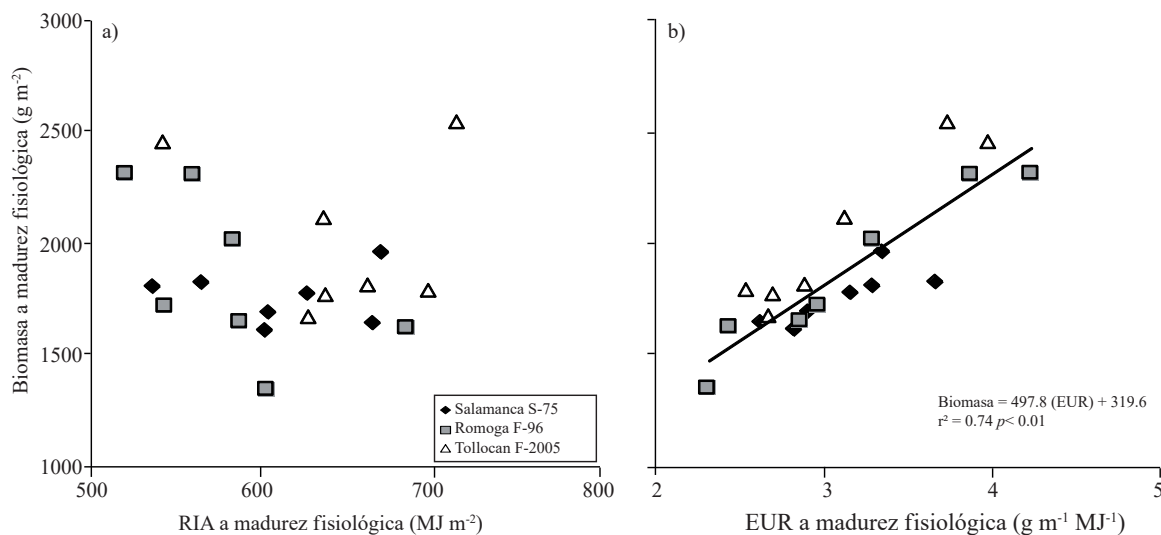 3000
2500
2000
1500
1000
Biomasa a madurez fisiológica (g m⁻²)
a)
◆ Salamanca S-75
■ Romoga F-96
△ Tollocan F-2005
500 600 700 800
RIA a madurez fisiológica (MJ m⁻²)
b)
Biomasa = 497.8 (EUR) + 319.6
r² = 0.74 p< 0.01
2 3 4 5
EUR a madurez fisiológica (g m⁻¹ MJ⁻¹)